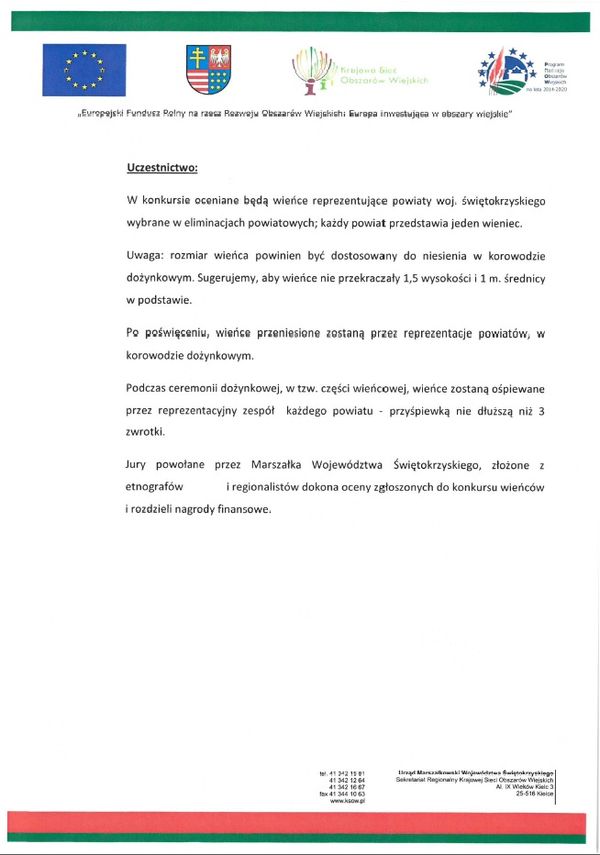 Krajowa Sieć
Obszarów Wiejskich
Program
Rozwoju
Obszarów
Wiejskich
na lata 2014-2020
„Europejski Fundusz Rolny na rzecz Rozwoju Obszarów Wiejskich: Europa inwestująca w obszary wiejskie”
Uczestnictwo:
W konkursie oceniane będą wieńce reprezentujące powiaty woj. świętokrzyskiego
wybrane w eliminacjach powiatowych; każdy powiat przedstawia jeden wieniec.
Uwaga: rozmiar wieńca powinien być dostosowany do niesienia w korowodzie
dożynkowym. Sugerujemy, aby wieńce nie przekraczały 1,5 wysokości i 1 m. średnicy
w podstawie.
Po poświęceniu, wieńce przeniesione zostaną przez reprezentacje powiatów, w
korowodzie dożynkowym.
Podczas ceremonii dożynkowej, w tzw. części wieńcowej, wieńce zostaną ośpiewane
przez reprezentacyjny zespół każdego powiatu - przyśpiewką nie dłuższą niż 3
zwrotki.
Jury powołane przez Marszałka Województwa Świętokrzyskiego, złożone z
etnografów i regionalistów dokona oceny zgłoszonych do konkursu wieńców
i rozdzieli nagrody finansowe.
tel. 41 342 19 81
41 342 12 64
41 342 16 67
fax 41 344 10 63
www.ksow.pl
Urząd Marszałkowski Województwa Świętokrzyskiego
Sekretariat Regionalny Krajowej Sieci Obszarów Wiejskich
Al. IX Wieków Kielc 3
25-516 Kielce